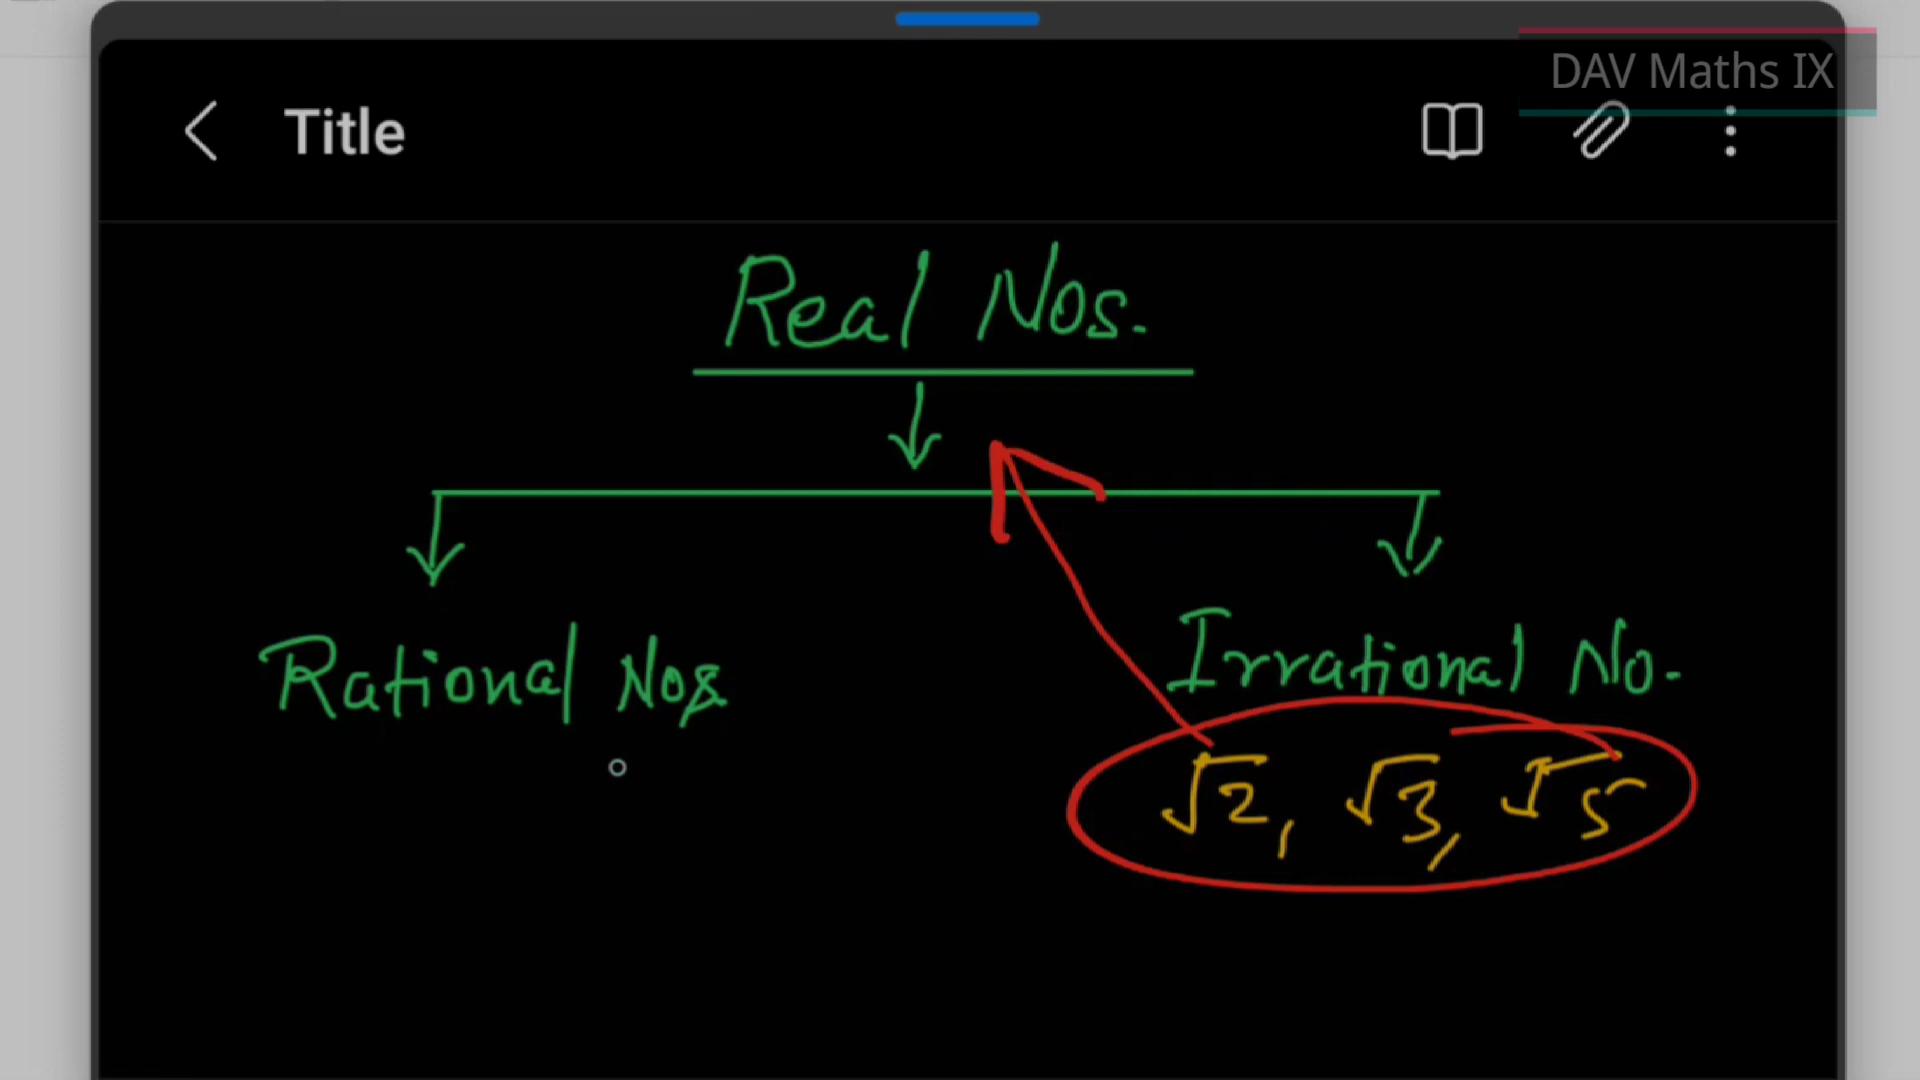 DAV Maths IX
Title
Real Nos.
Rational Nos
Irrational No.
√2, √3, √5